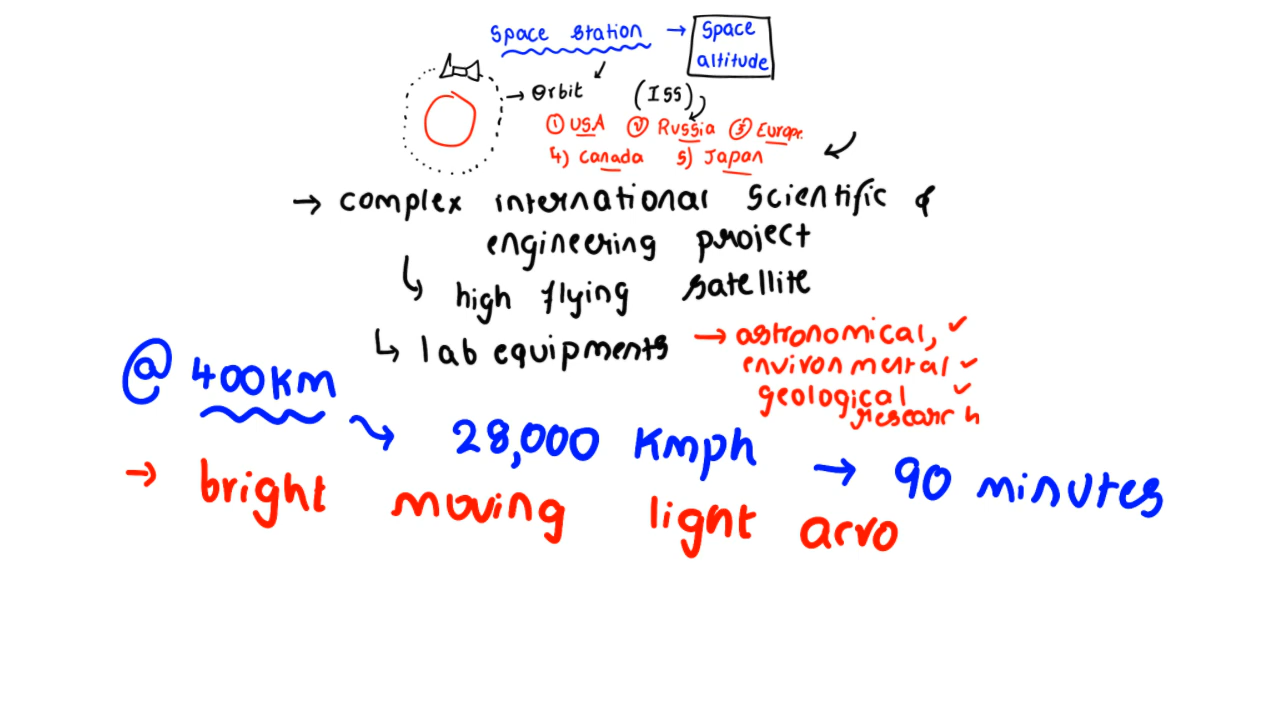 space station → space altitude
→ Orbit (ISS)
① USA ② Russia ③ Europe
4) Canada 5) Japan
→ complex international scientific &
engineering project
↳ high flying satellite
↳ lab equipments → astronomical, ✓
environmental ✓
geological ✓
research
@ 400km
28,000 Kmph → 90 minutes
→ bright moving light acro